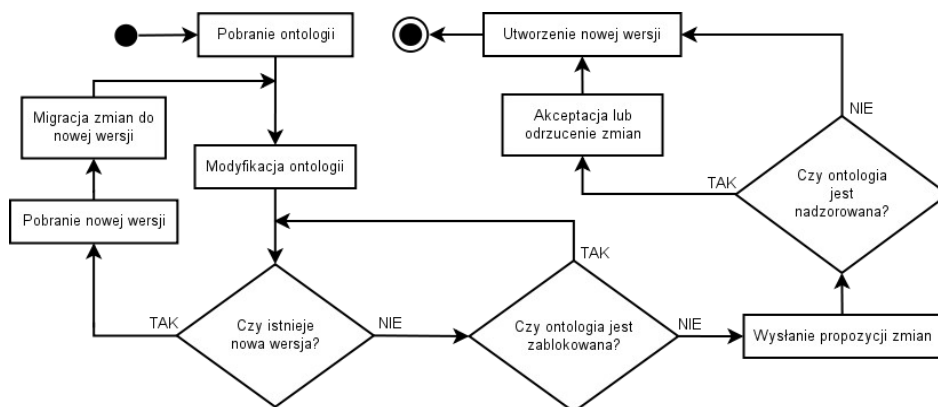 Pobranie ontologii
Utworzenie nowej wersji
Migracja zmian do
nowej wersji
Akceptacja lub
odrzucenie zmian
NIE
Modyfikacja ontologii
Czy ontologia
jest
nadzorowana?
TAK
Pobranie nowej wersji
TAK
Czy istnieje
nowa wersja?
TAK
NIE
Czy ontologia jest
zablokowana?
NIE
Wysłanie propozycji zmian